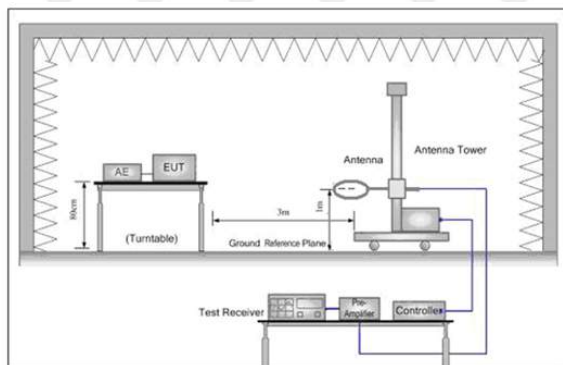 Antenna
Antenna Tower
AE
EUT
80cm
(Turntable)
3m
1m
Ground Reference Plane
Test Receiver
Pre-
Amplifier
Controller